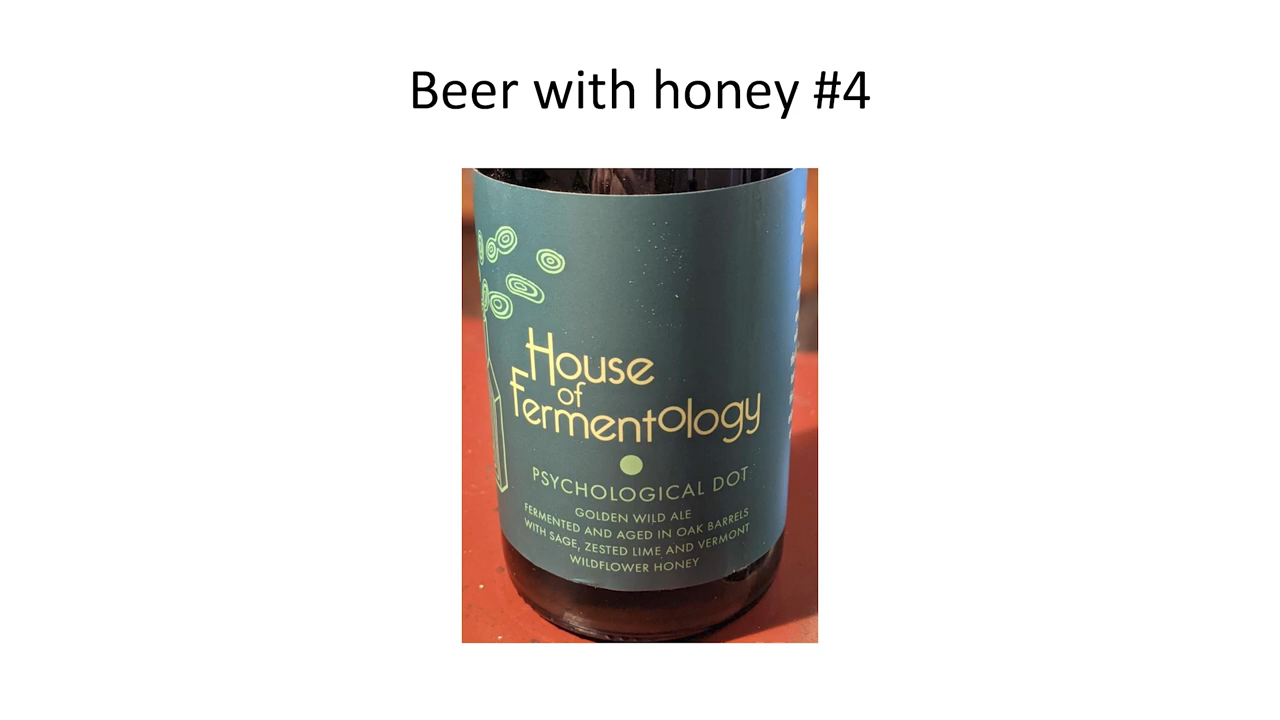 Beer with honey #4
House
of
Fermentology
PSYCHOLOGICAL DOT
GOLDEN WILD ALE
FERMENTED AND AGED IN OAK BARRELS
WITH SAGE, ZESTED LIME AND VERMONT
WILDFLOWER HONEY